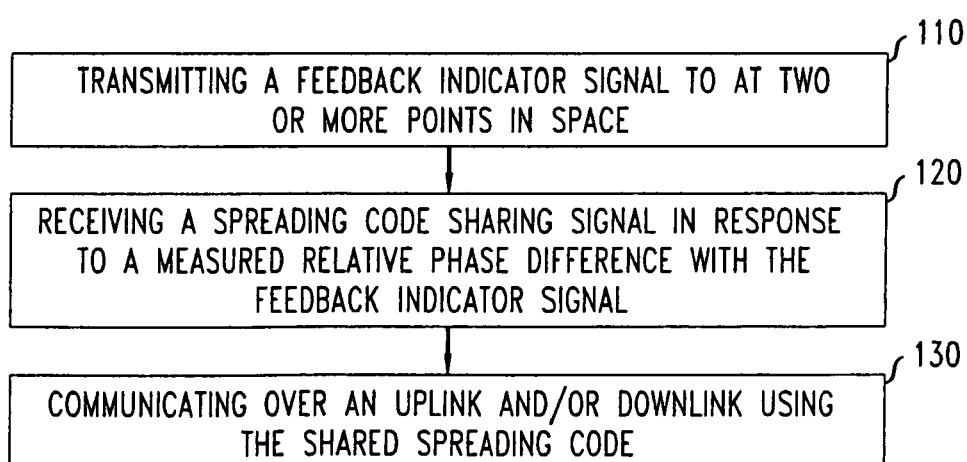 110
TRANSMITTING A FEEDBACK INDICATOR SIGNAL TO AT TWO
OR MORE POINTS IN SPACE
120
RECEIVING A SPREADING CODE SHARING SIGNAL IN RESPONSE
TO A MEASURED RELATIVE PHASE DIFFERENCE WITH THE
FEEDBACK INDICATOR SIGNAL
130
COMMUNICATING OVER AN UPLINK AND/OR DOWNLINK USING
THE SHARED SPREADING CODE